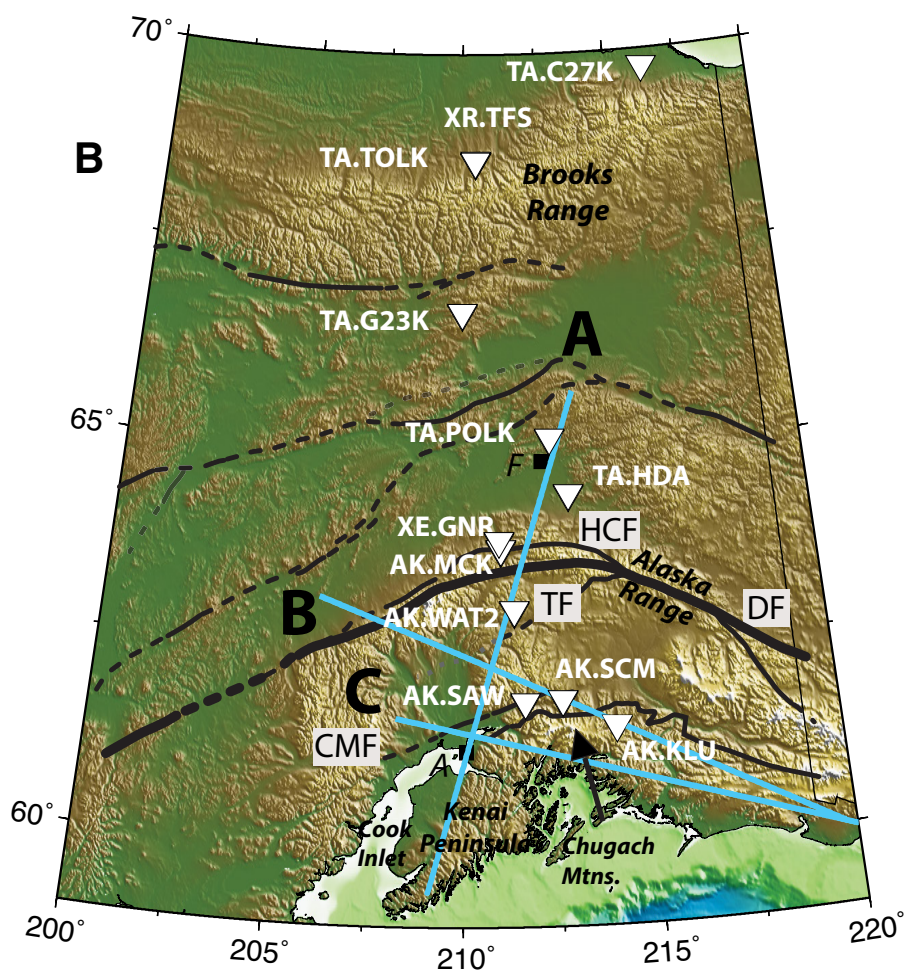 70°
TA.C27K
XR.TFS
B
TA.TOLK
Brooks
Range
TA.G23K
A
65°
TA.POLK
F
TA.HDA
XE.GNR
HCF
AK.MCK
Alaska
Range
B
AK.WAT2
TF
DF
C
AK.SCM
AK.SAW
CMF
A
AK.KLU
60°
Cook
Inlet
Kenai
Peninsula
Chugach
Mtns.
200°
205°
210°
215°
220°